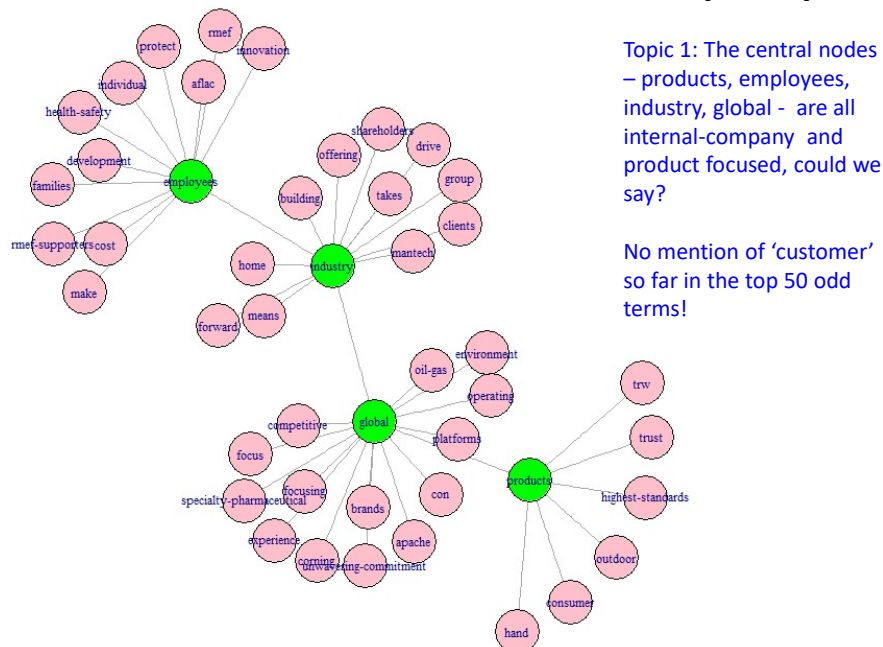 Topic 1: The central nodes
– products, employees,
industry, global - are all
internal-company and
product focused, could we
say?
No mention of ‘customer’
so far in the top 50 odd
terms!
rmef
protect
innovation
individual
aflac
health-safety
development
families
employees
rmef-supporters
cost
make
shareholders
drive
offering
group
takes
building
clients
mantech
home
industry
means
forward
environment
oil-gas
operating
competitive
global
platforms
focus
focusing
con
specialty-pharmaceutical
brands
experience
apache
corning
unwavering-commitment
trw
trust
products
highest-standards
outdoor
consumer
hand